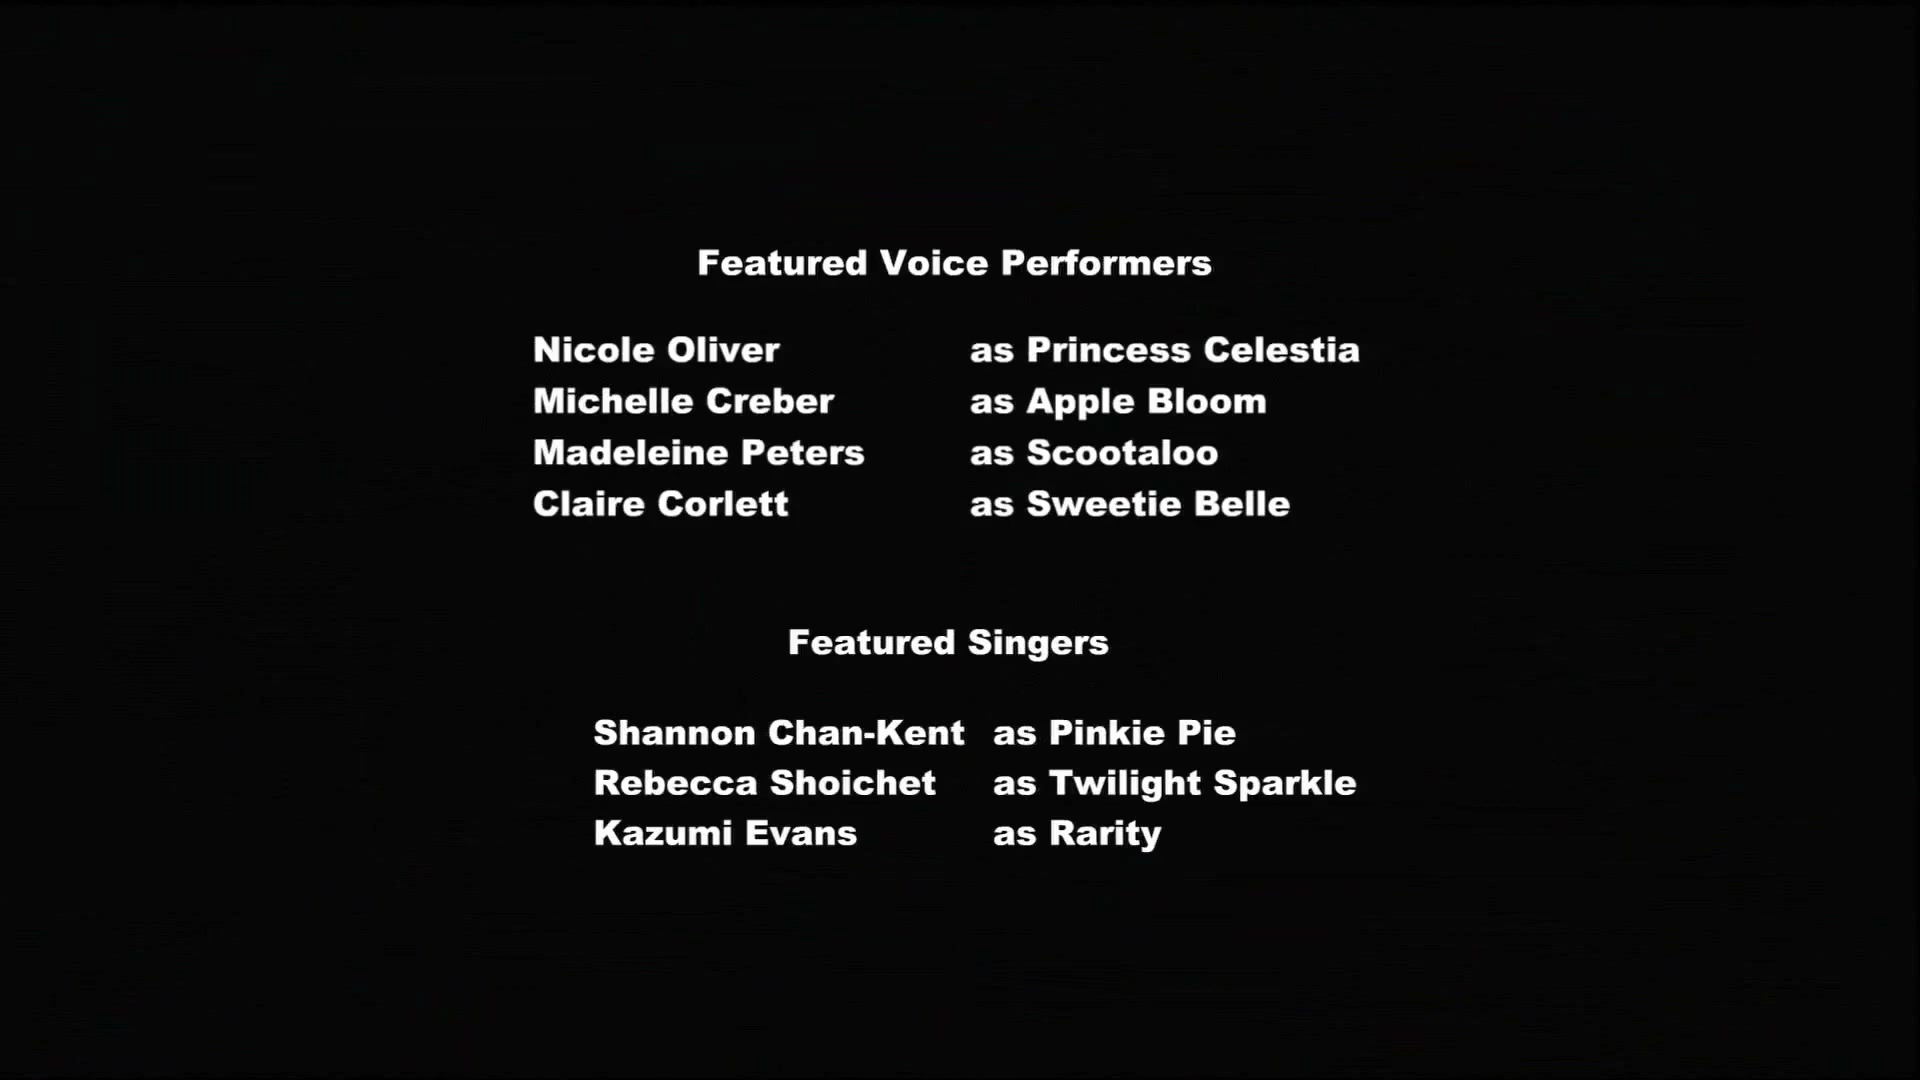 Featured Voice Performers
Nicole Oliver as Princess Celestia
Michelle Creber as Apple Bloom
Madeleine Peters as Scootaloo
Claire Corlett as Sweetie Belle
Featured Singers
Shannon Chan-Kent as Pinkie Pie
Rebecca Shoichet as Twilight Sparkle
Kazumi Evans as Rarity